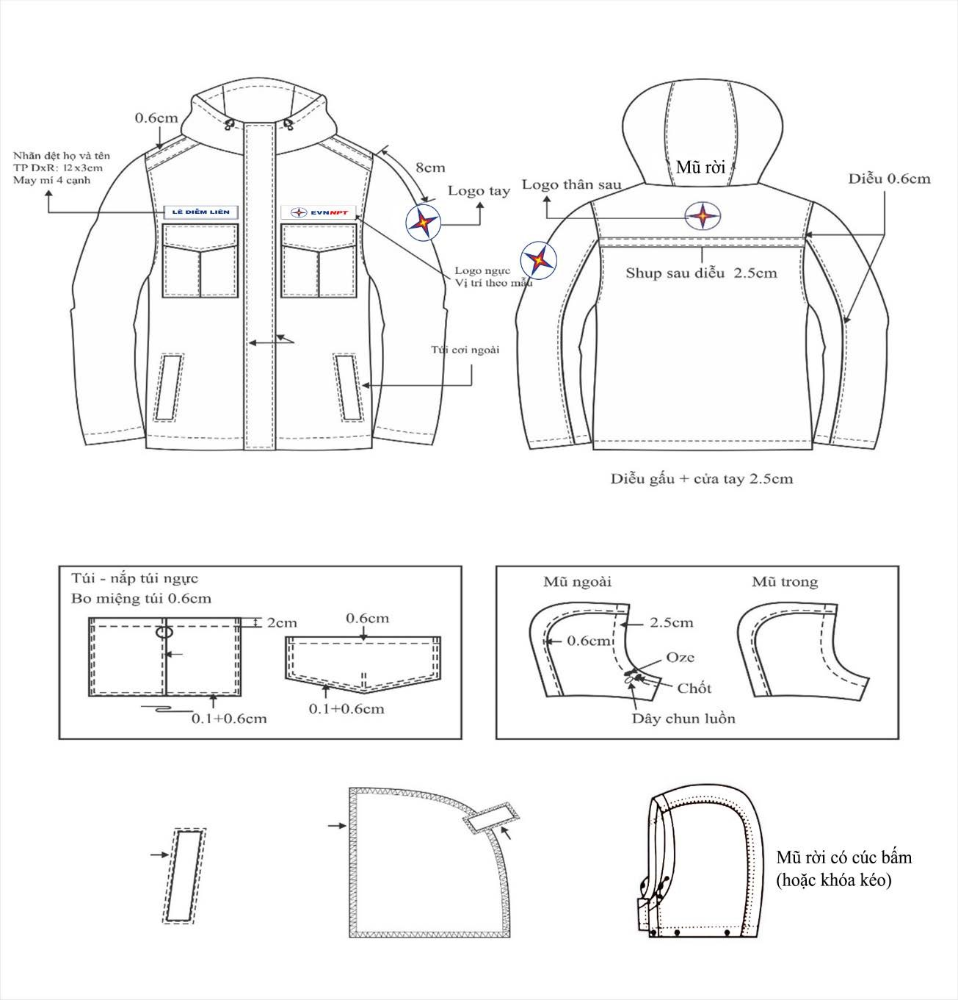 0.6cm
Nhãn dệt họ và tên
TP DxR: 12x3cm
May mí 4 cạnh
LÊ DIỄM LIÊN
EVNNPT
8cm
Logo tay
Logo ngực
Vị trí theo mẫu
Túi cơi ngoài
Mũ rời
Logo thân sau
Diễu 0.6cm
Shup sau diễu 2.5cm
Diễu gấu + cửa tay 2.5cm
Túi - nắp túi ngực
Bo miệng túi 0.6cm
2cm
0.6cm
0.1+0.6cm
0.1+0.6cm
Mũ ngoài
Mũ trong
2.5cm
0.6cm
Oze
Chốt
Dây chun luồn
Mũ rời có cúc bấm
(hoặc khóa kéo)